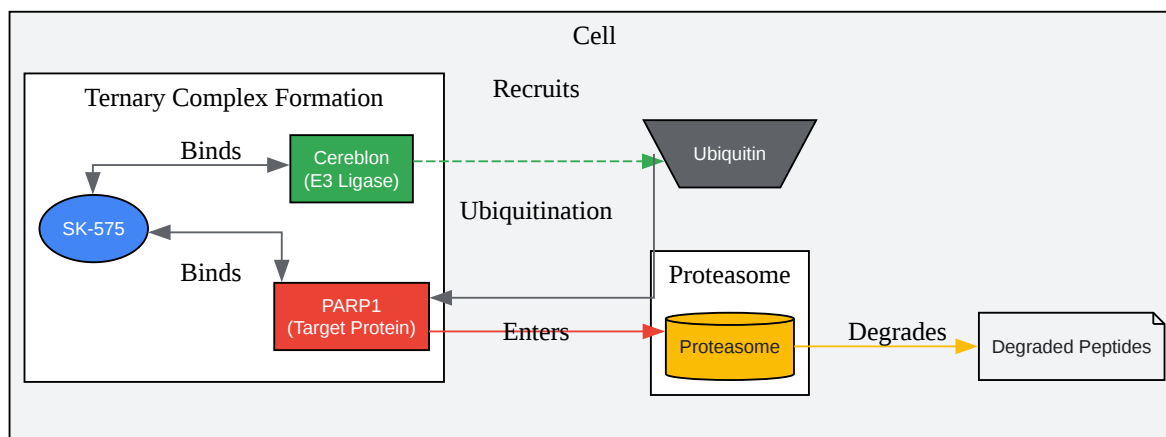 Cell
Ternary Complex Formation
Recruits
Binds
Cereblon
(E3 Ligase)
Ubiquitin
SK-575
Ubiquitination
Binds
Proteasome
PARP1
(Target Protein)
Enters
Proteasome
Degrades
Degraded Peptides